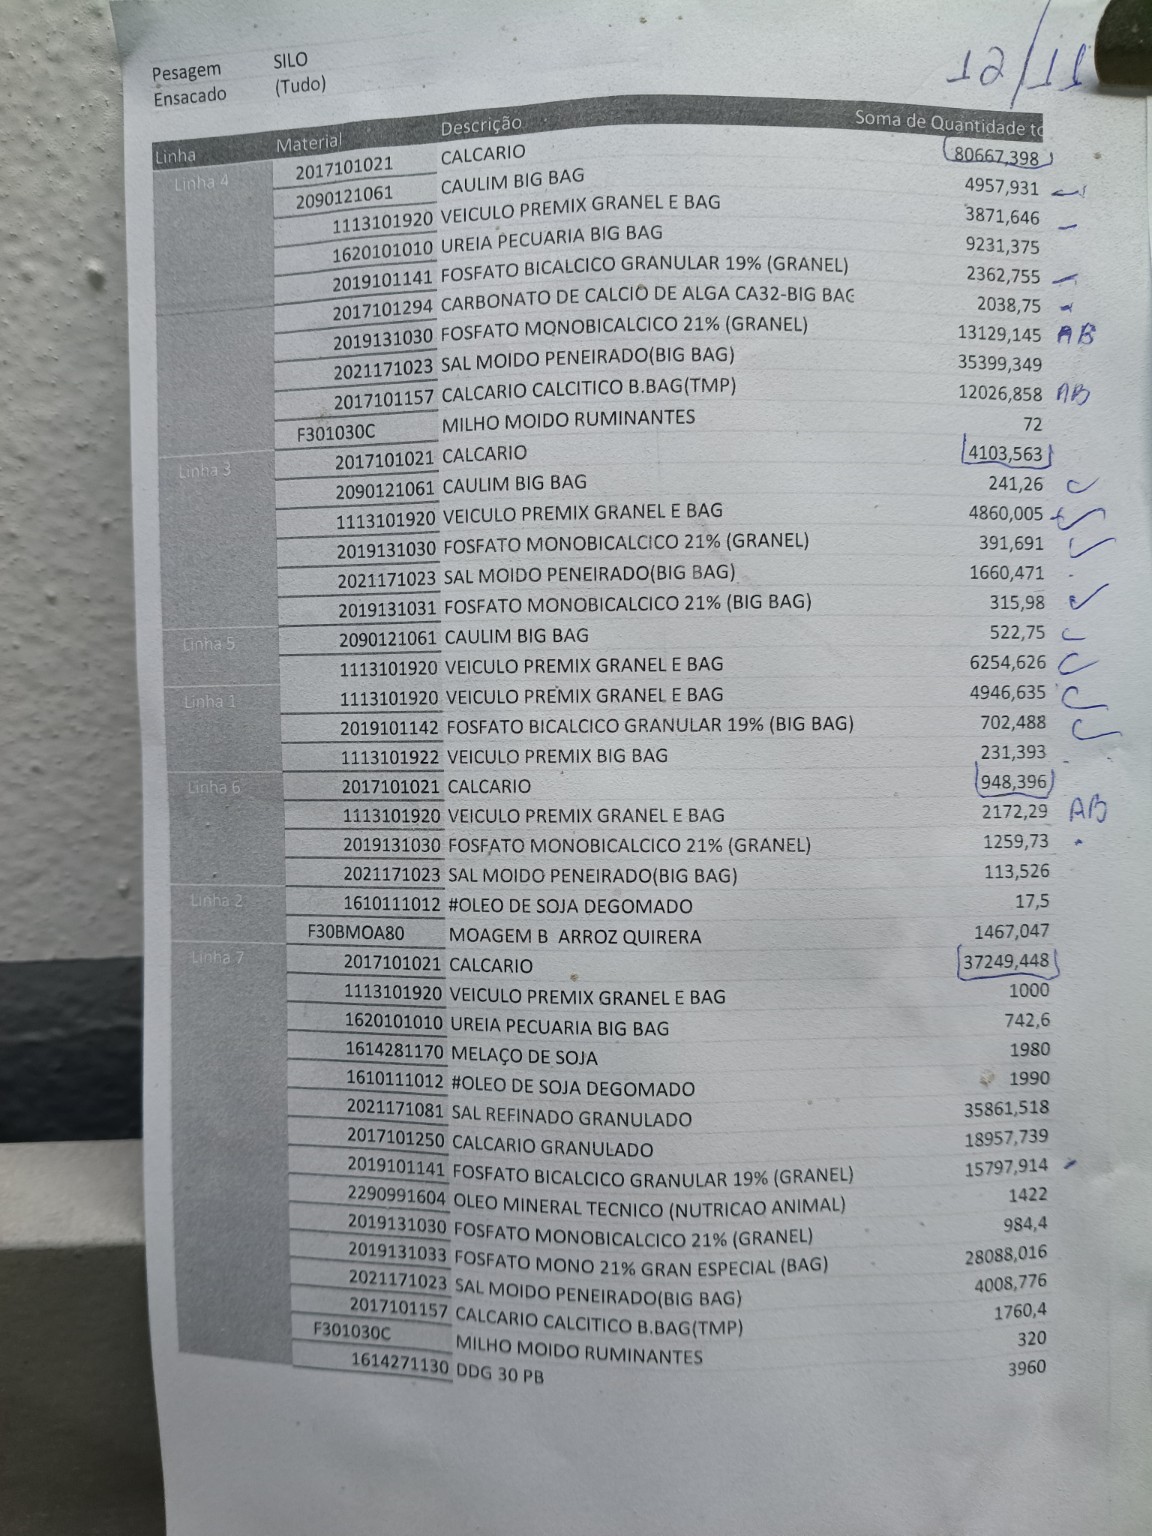 12/11
Pesagem SILO
Ensacado (Tudo)
Linha Material Descrição Soma de Quantidade to
Linha 4 2017101021 CALCARIO 80667,398
2090121061 CAULIM BIG BAG 4957,931
1113101920 VEICULO PREMIX GRANEL E BAG 3871,646
1620101010 UREIA PECUARIA BIG BAG 9231,375
2019101141 FOSFATO BICALCICO GRANULAR 19% (GRANEL) 2362,755
2017101294 CARBONATO DE CALCIO DE ALGA CA32-BIG BAG 2038,75
2019131030 FOSFATO MONOBICALCICO 21% (GRANEL) 13129,145 AB
2021171023 SAL MOIDO PENEIRADO(BIG BAG) 35399,349
2017101157 CALCARIO CALCITICO B.BAG(TMP) 12026,858 AB
F301030C MILHO MOIDO RUMINANTES 72
Linha 3 2017101021 CALCARIO 4103,563
2090121061 CAULIM BIG BAG 241,26
1113101920 VEICULO PREMIX GRANEL E BAG 4860,005
2019131030 FOSFATO MONOBICALCICO 21% (GRANEL) 391,691
2021171023 SAL MOIDO PENEIRADO(BIG BAG) 1660,471
2019131031 FOSFATO MONOBICALCICO 21% (BIG BAG) 315,98
Linha 5 2090121061 CAULIM BIG BAG 522,75
1113101920 VEICULO PREMIX GRANEL E BAG 6254,626
Linha 1 1113101920 VEICULO PREMIX GRANEL E BAG 4946,635
2019101142 FOSFATO BICALCICO GRANULAR 19% (BIG BAG) 702,488
1113101922 VEICULO PREMIX BIG BAG 231,393
Linha 6 2017101021 CALCARIO 948,396
1113101920 VEICULO PREMIX GRANEL E BAG 2172,29 AB
2019131030 FOSFATO MONOBICALCICO 21% (GRANEL) 1259,73
2021171023 SAL MOIDO PENEIRADO(BIG BAG) 113,526
Linha 2 1610111012 #OLEO DE SOJA DEGOMADO 17,5
F30BMOA80 MOAGEM B ARROZ QUIRERA 1467,047
Linha 7 2017101021 CALCARIO 37249,448
1113101920 VEICULO PREMIX GRANEL E BAG 1000
1620101010 UREIA PECUARIA BIG BAG 742,6
1614281170 MELAÇO DE SOJA 1980
1610111012 #OLEO DE SOJA DEGOMADO 1990
2021171081 SAL REFINADO GRANULADO 35861,518
2017101250 CALCARIO GRANULADO 18957,739
2019101141 FOSFATO BICALCICO GRANULAR 19% (GRANEL) 15797,914
2290991604 OLEO MINERAL TECNICO (NUTRICAO ANIMAL) 1422
2019131030 FOSFATO MONOBICALCICO 21% (GRANEL) 984,4
2019131033 FOSFATO MONO 21% GRAN ESPECIAL (BAG) 28088,016
2021171023 SAL MOIDO PENEIRADO(BIG BAG) 4008,776
2017101157 CALCARIO CALCITICO B.BAG(TMP) 1760,4
F301030C MILHO MOIDO RUMINANTES 320
1614271130 DDG 30 PB 3960